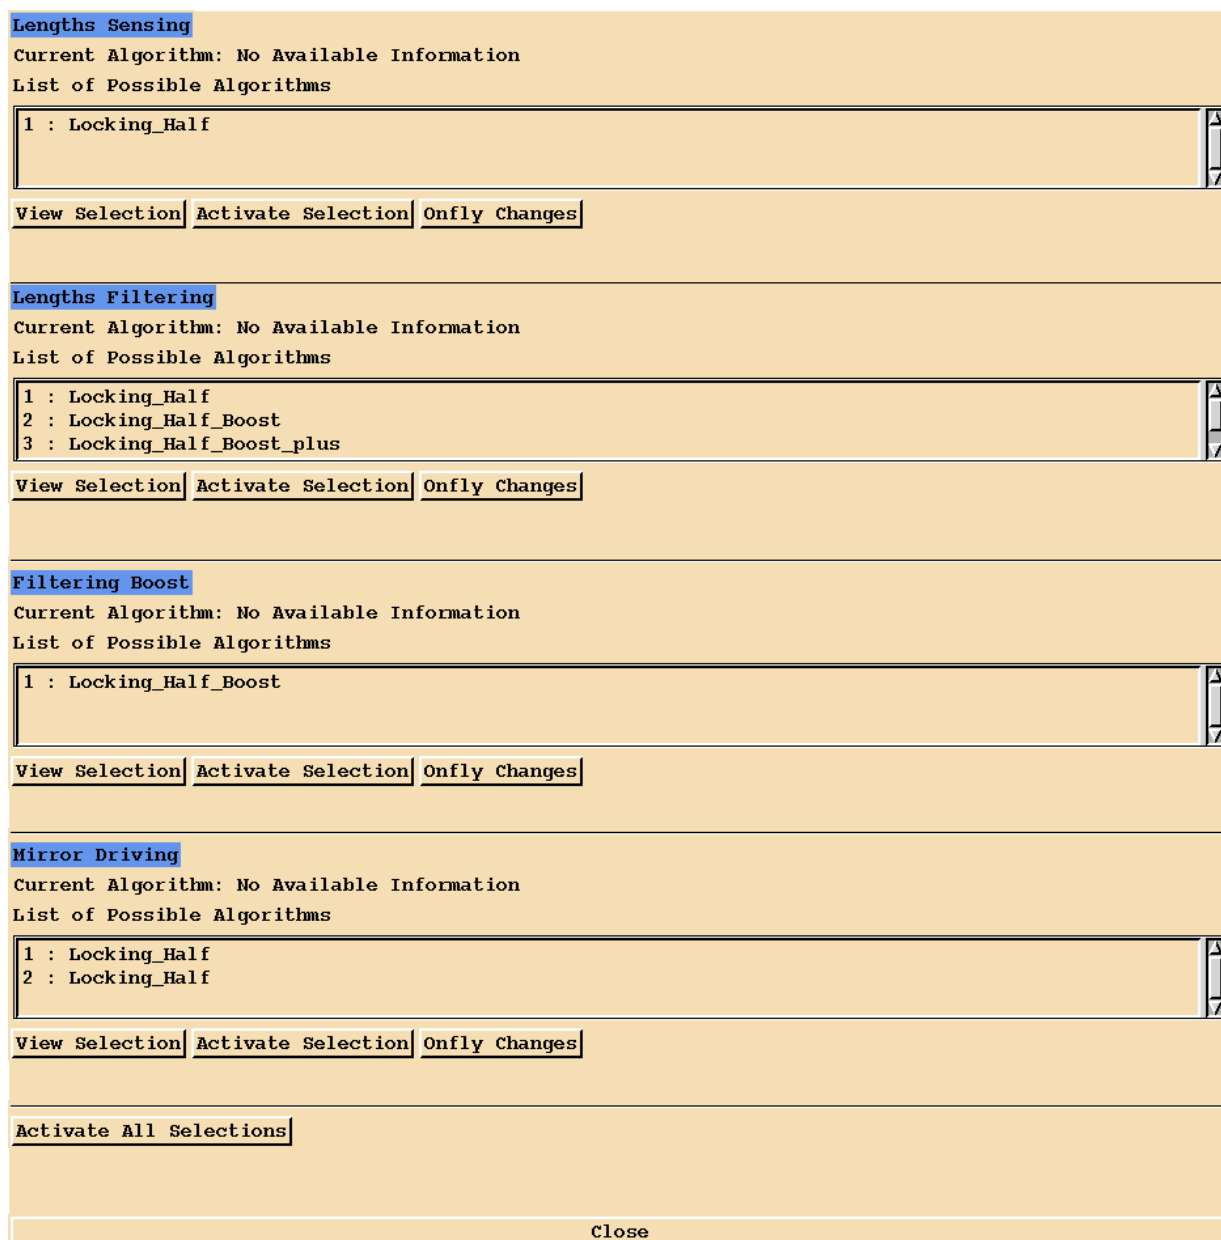 Lengths Sensing
Current Algorithm: No Available Information
List of Possible Algorithms
1 : Locking_Half
View Selection Activate Selection Onfly Changes
Lengths Filtering
Current Algorithm: No Available Information
List of Possible Algorithms
1 : Locking_Half
2 : Locking_Half_Boost
3 : Locking_Half_Boost_plus
View Selection Activate Selection Onfly Changes
Filtering Boost
Current Algorithm: No Available Information
List of Possible Algorithms
1 : Locking_Half_Boost
View Selection Activate Selection Onfly Changes
Mirror Driving
Current Algorithm: No Available Information
List of Possible Algorithms
1 : Locking_Half
2 : Locking_Half
View Selection Activate Selection Onfly Changes
Activate All Selections
Close